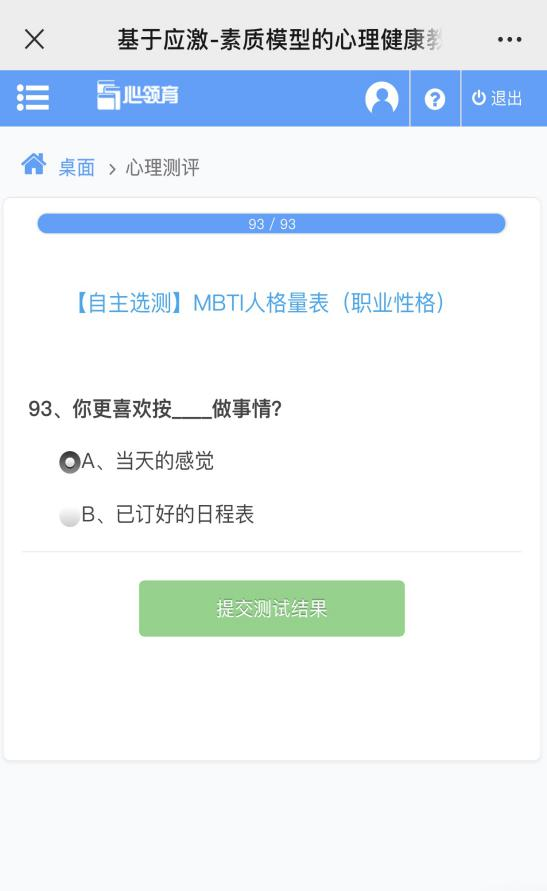 基于应激-素质模型的心理健康教
心领育
退出
桌面 > 心理测评
93 / 93
【自主选测】MBTI人格量表（职业性格）
93、你更喜欢按____做事情?
A、当天的感觉
B、已订好的日程表
提交测试结果